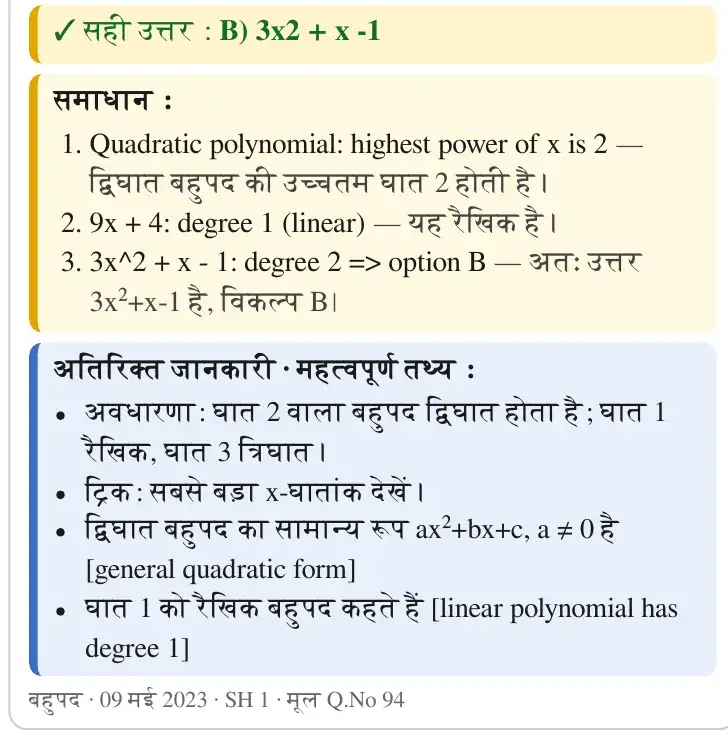 ✓ सही उत्तर : B) 3x2 + x -1
समाधान :
1. Quadratic polynomial: highest power of x is 2 —
द्विघात बहुपद की उच्चतम घात 2 होती है।
2. 9x + 4: degree 1 (linear) — यह रैखिक है।
3. 3x^2 + x - 1: degree 2 => option B — अतः उत्तर
3x²+x-1 है, विकल्प B।
अतिरिक्त जानकारी · महत्वपूर्ण तथ्य :
• अवधारणा : घात 2 वाला बहुपद द्विघात होता है ; घात 1
रैखिक, घात 3 त्रिघात।
• ट्रिक : सबसे बड़ा x-घातांक देखें।
• द्विघात बहुपद का सामान्य रूप ax²+bx+c, a ≠ 0 है
[general quadratic form]
• घात 1 को रैखिक बहुपद कहते हैं [linear polynomial has
degree 1]
बहुपद · 09 मई 2023 · SH 1 · मूल Q.No 94